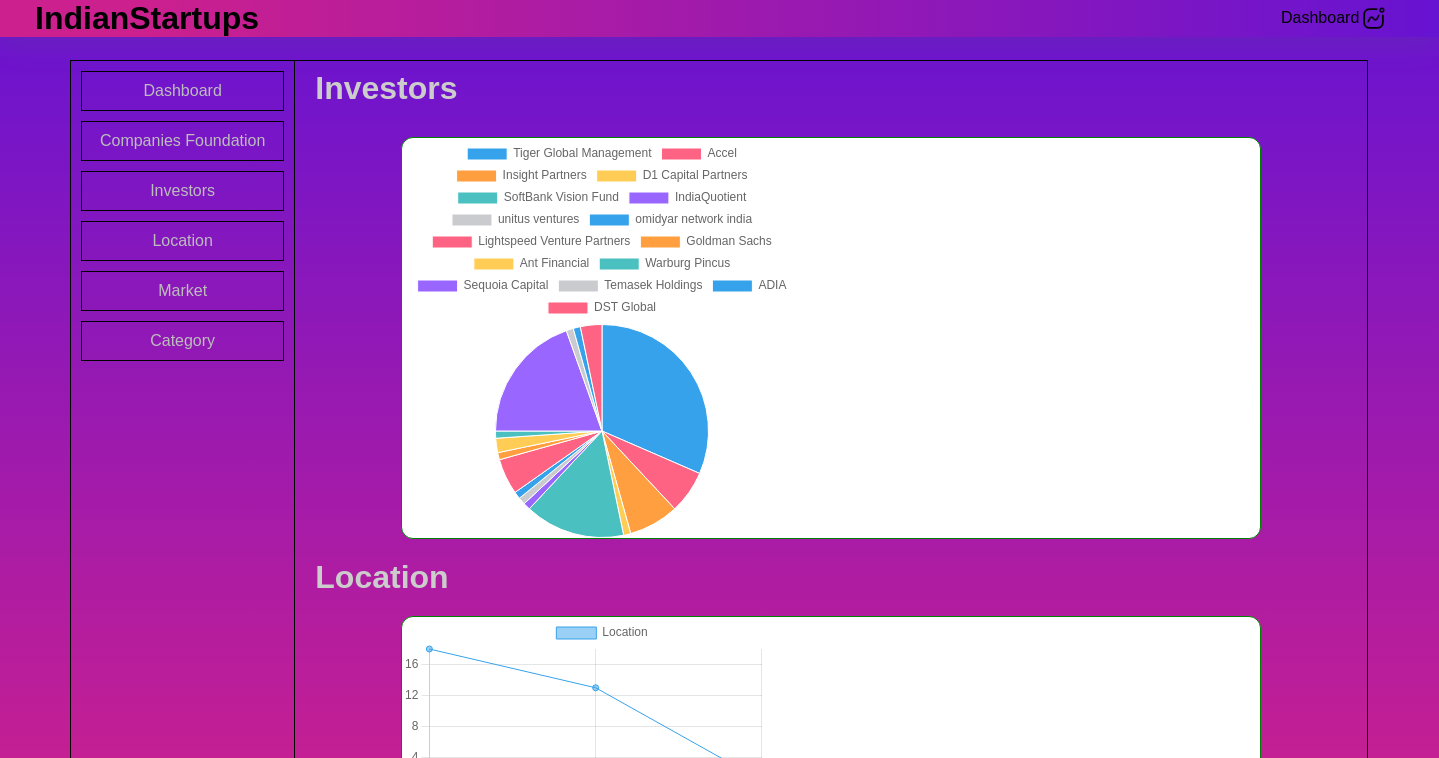 IndianStartups
Dashboard
Dashboard
Companies Foundation
Investors
Location
Market
Category
Investors
Tiger Global Management Accel
Insight Partners D1 Capital Partners
SoftBank Vision Fund IndiaQuotient
unitus ventures omidyar network india
Lightspeed Venture Partners Goldman Sachs
Ant Financial Warburg Pincus
Sequoia Capital Temasek Holdings ADIA
DST Global
Location
Location
16
12
8
4